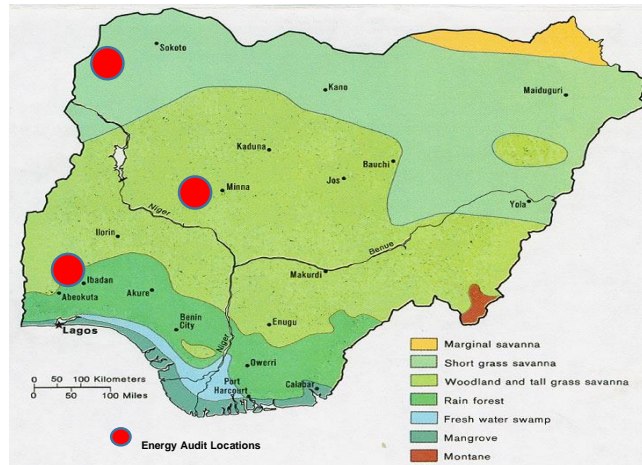 Sokoto
Kano
Maiduguri
Kaduna
Bauchi
Minna
Jos
Yola
Niger
Ilorin
Benue
Makurdi
Ibadan
Abeokuta
Akure
Benin
City
Enugu
Lagos
Niger
Owerri
Port
Harcourt
Calabar
0 50 100 Kilometers
0 50 100 Miles
Marginal savanna
Short grass savanna
Woodland and tall grass savanna
Rain forest
Fresh water swamp
Mangrove
Montane
Energy Audit Locations